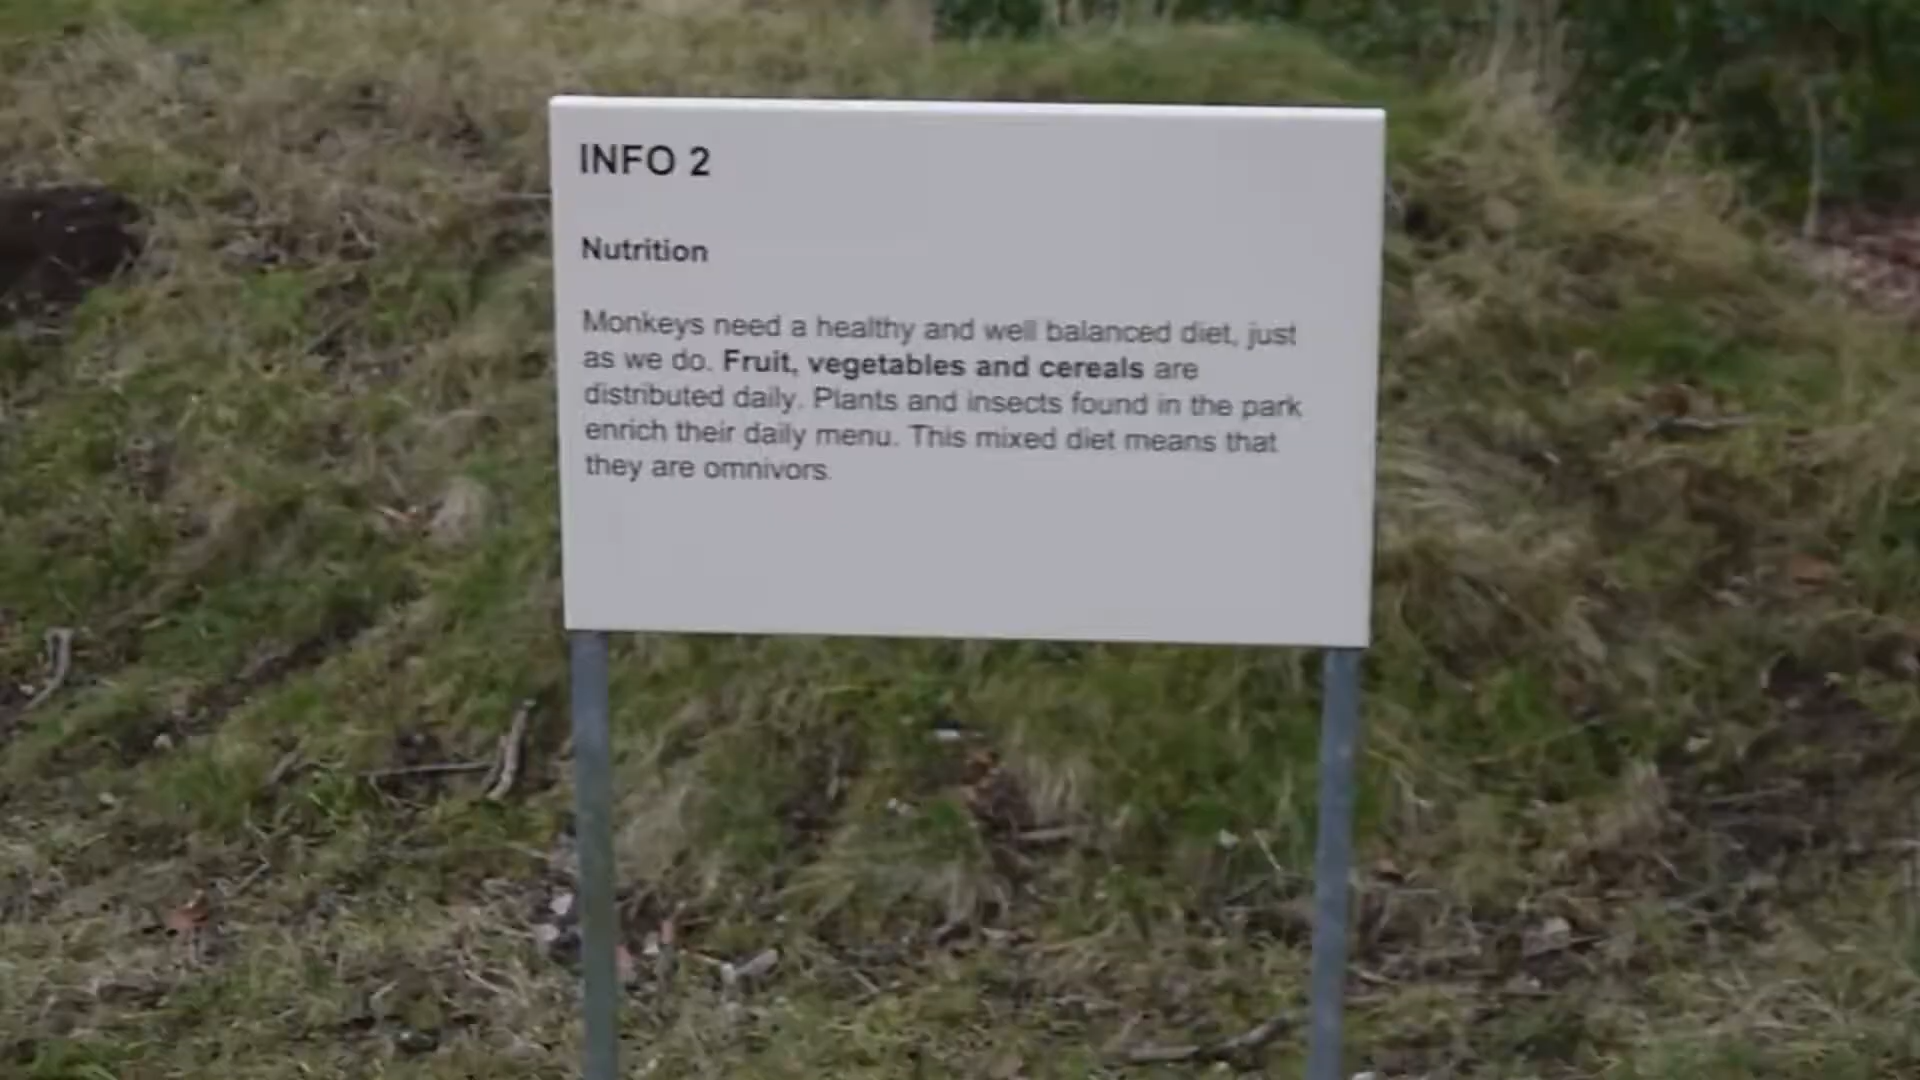 INFO 2
Nutrition
Monkeys need a healthy and well balanced diet, just
as we do. Fruit, vegetables and cereals are
distributed daily. Plants and insects found in the park
enrich their daily menu. This mixed diet means that
they are omnivors.